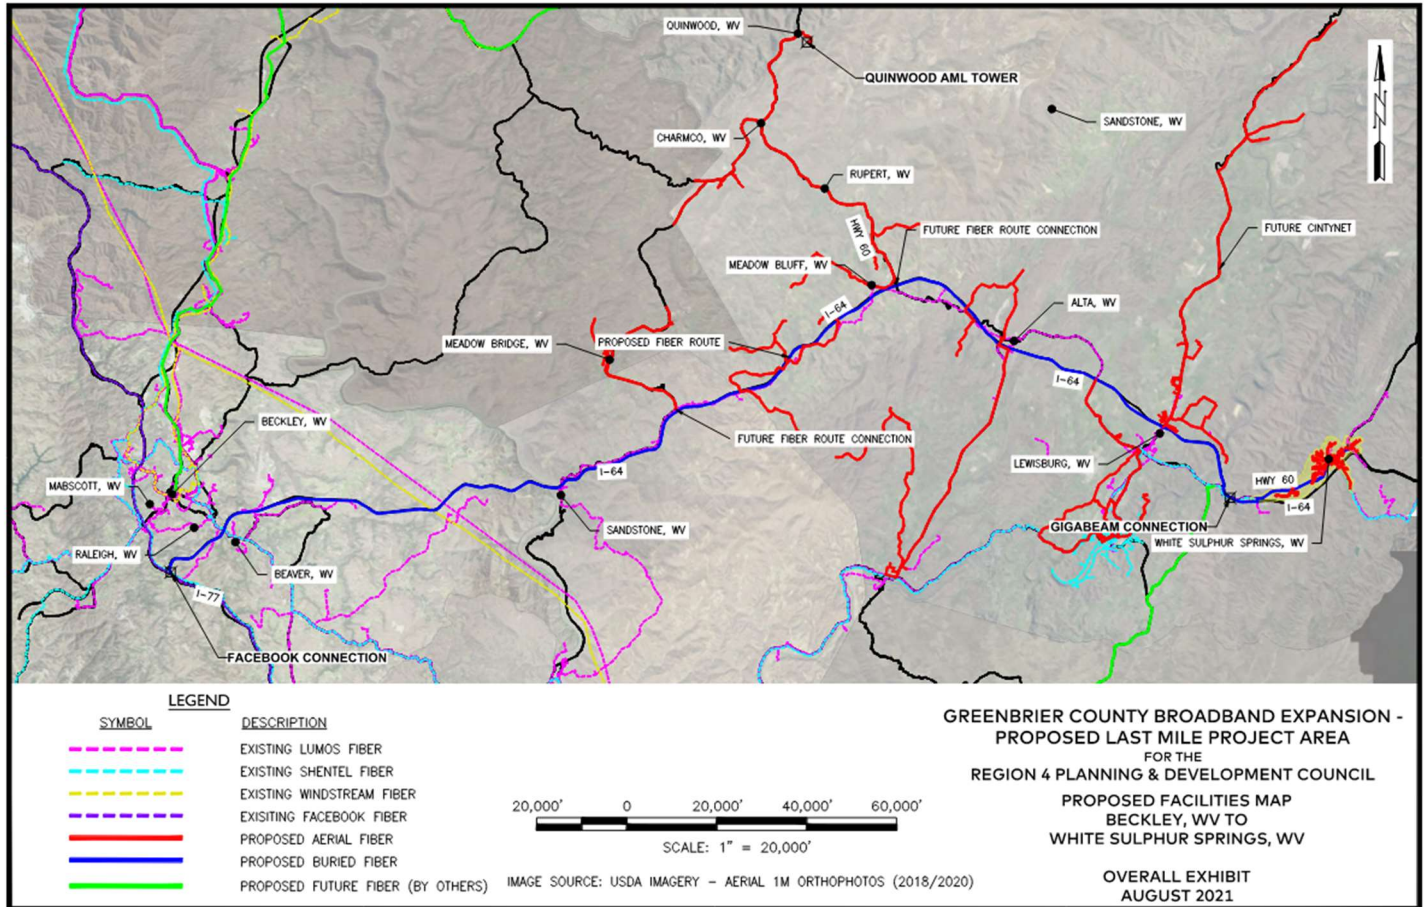 QUINWOOD, WV
QUINWOOD AML TOWER
SANDSTONE, WV
CHARMCO, WV
RUPERT, WV
HWY 60
FUTURE FIBER ROUTE CONNECTION
FUTURE CINTYNET
MEADOW BLUFF, WV
I-64
ALTA, WV
MEADOW BRIDGE, WV
PROPOSED FIBER ROUTE
I-64
BECKLEY, WV
FUTURE FIBER ROUTE CONNECTION
I-64
LEWISBURG, WV
MABSCOTT, WV
HWY 60
I-64
SANDSTONE, WV
GIGABEAM CONNECTION
WHITE SULPHUR SPRINGS, WV
RALEIGH, WV
BEAVER, WV
I-77
FACEBOOK CONNECTION
LEGEND
SYMBOL DESCRIPTION
EXISTING LUMOS FIBER
EXISTING SHENTEL FIBER
EXISTING WINDSTREAM FIBER
EXISITING FACEBOOK FIBER
PROPOSED AERIAL FIBER
PROPOSED BURIED FIBER
PROPOSED FUTURE FIBER (BY OTHERS)
20,000' 0 20,000' 40,000' 60,000'
SCALE: 1" = 20,000'
IMAGE SOURCE: USDA IMAGERY - AERIAL 1M ORTHOPHOTOS (2018/2020)
GREENBRIER COUNTY BROADBAND EXPANSION -
PROPOSED LAST MILE PROJECT AREA
FOR THE
REGION 4 PLANNING & DEVELOPMENT COUNCIL
PROPOSED FACILITIES MAP
BECKLEY, WV TO
WHITE SULPHUR SPRINGS, WV
OVERALL EXHIBIT
AUGUST 2021